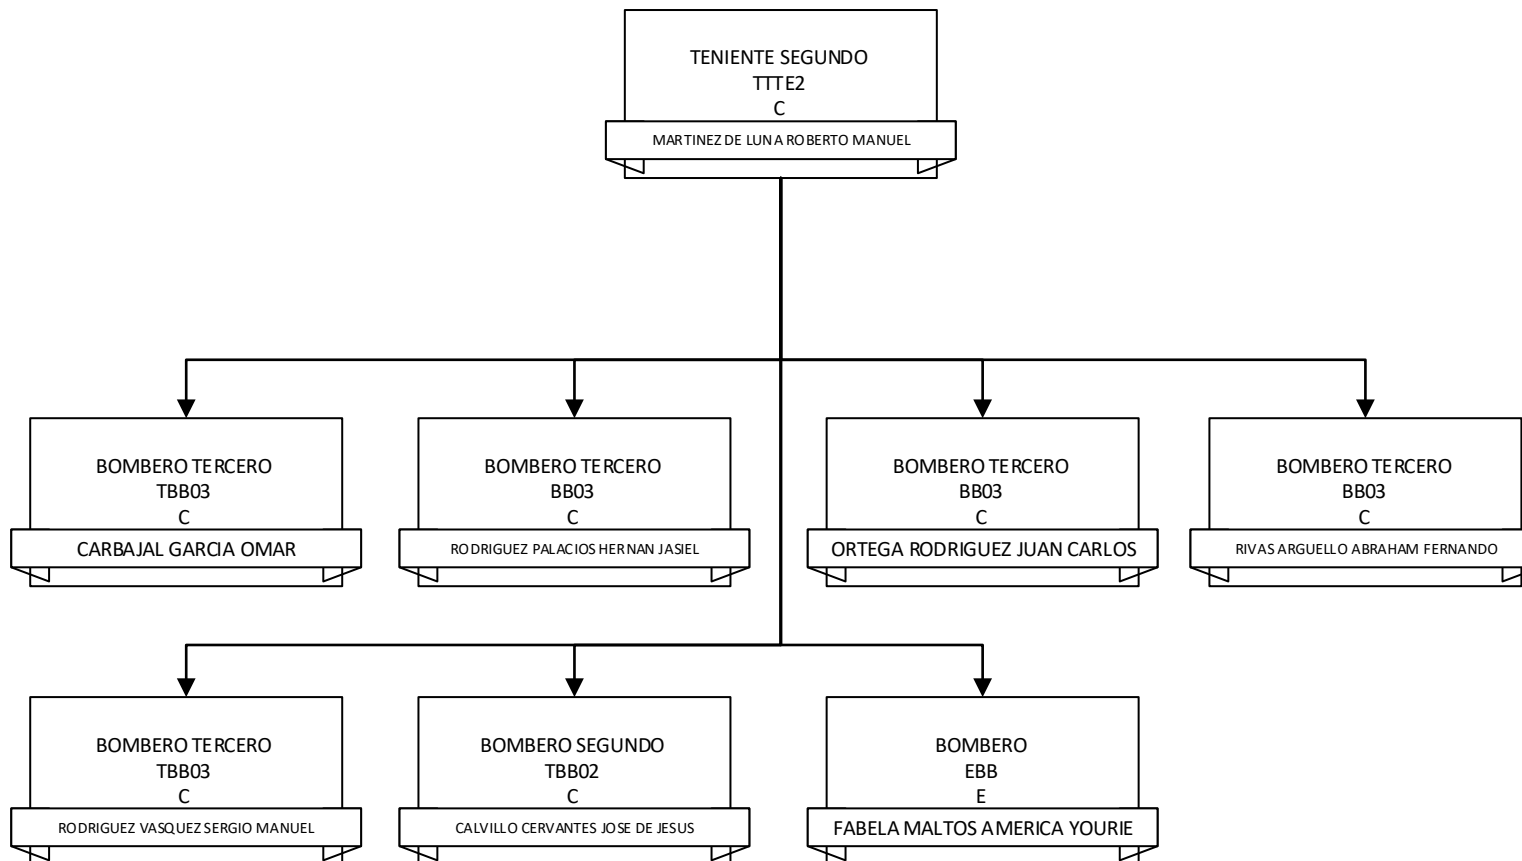 TENIENTE SEGUNDO
TTTE2
C
MARTINEZ DE LUNA ROBERTO MANUEL
BOMBERO TERCERO
TBB03
C
CARBAJAL GARCIA OMAR
BOMBERO TERCERO
BB03
C
RODRIGUEZ PALACIOS HERNAN JASIEL
BOMBERO TERCERO
BB03
C
ORTEGA RODRIGUEZ JUAN CARLOS
BOMBERO TERCERO
BB03
C
RIVAS ARGUELLO ABRAHAM FERNANDO
BOMBERO TERCERO
TBB03
C
RODRIGUEZ VASQUEZ SERGIO MANUEL
BOMBERO SEGUNDO
TBB02
C
CALVILLO CERVANTES JOSE DE JESUS
BOMBERO
EBB
E
FABELA MALTOS AMERICA YOURIE